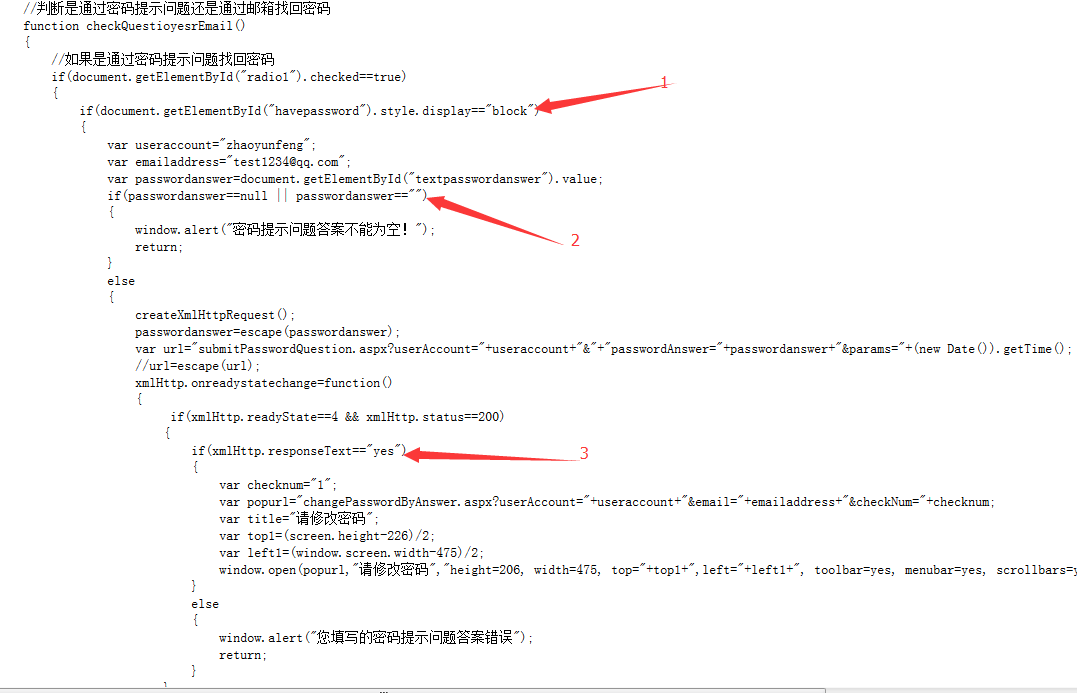 //判断是通过密码提示问题还是通过邮箱找回密码
function checkQuestioyesrEmail()
{
//如果是通过密码提示问题找回密码
if(document.getElementById("radio1").checked==true)
{
if(document.getElementById("havepassword").style.display=="block")
1
{
var useraccount="zhaoyunfeng";
var emailaddress="test1234@qq.com";
var passwordanswer=document.getElementById("textpasswordanswer").value;
if(passwordanswer==null || passwordanswer=="")
{
window.alert("密码提示问题答案不能为空！");
2
return;
}
else
{
createXmlHttpRequest();
passwordanswer=escape(passwordanswer);
var url="submitPasswordQuestion.aspx?userAccount="+useraccount+"&"+"passwordAnswer="+passwordanswer+"&params="+(new Date()).getTime();
//url=escape(url);
xmlHttp.onreadystatechange=function()
{
if(xmlHttp.readyState==4 && xmlHttp.status==200)
{
if(xmlHttp.responseText=="yes")
3
{
var checknum="1";
var popurl="changePasswordByAnswer.aspx?userAccount="+useraccount+"&email="+emailaddress+"&checkNum="+checknum;
var title="请修改密码";
var top1=(screen.height-226)/2;
var left1=(window.screen.width-475)/2;
window.open(popurl,"请修改密码","height=206, width=475, top="+top1+",left="+left1+", toolbar=yes, menubar=yes, scrollbars=y
}
else
{
window.alert("您填写的密码提示问题答案错误");
return;
}
}